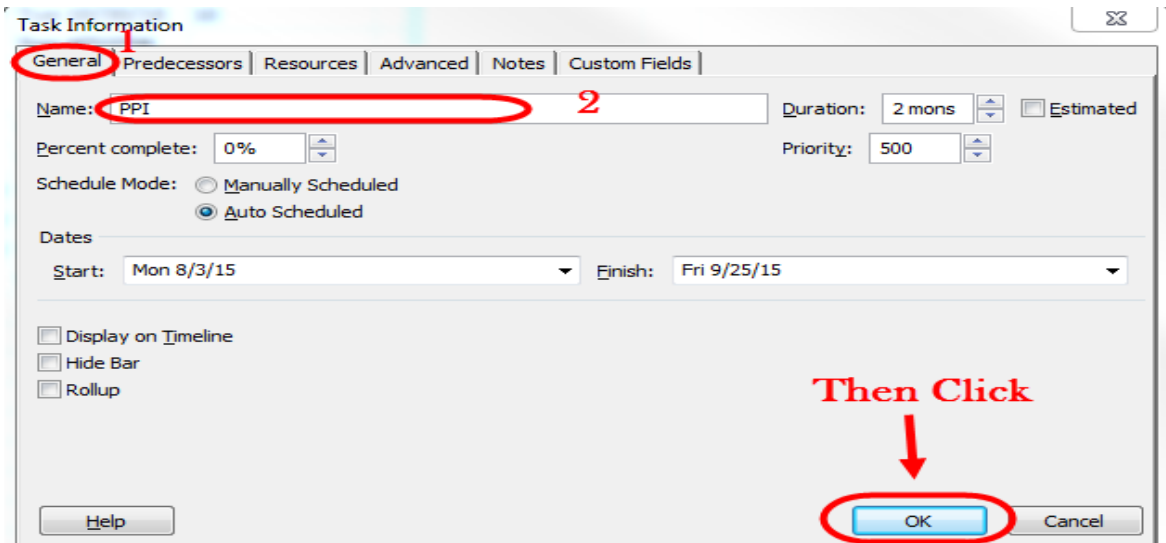 Task Information
1
General Predecessors Resources Advanced Notes Custom Fields
Name: PPI 2 Duration: 2 mons Estimated
Percent complete: 0% Priority: 500
Schedule Mode: Manually Scheduled
Auto Scheduled
Dates
Start: Mon 8/3/15 Finish: Fri 9/25/15
Display on Timeline
Hide Bar
Rollup
Then Click
Help OK Cancel